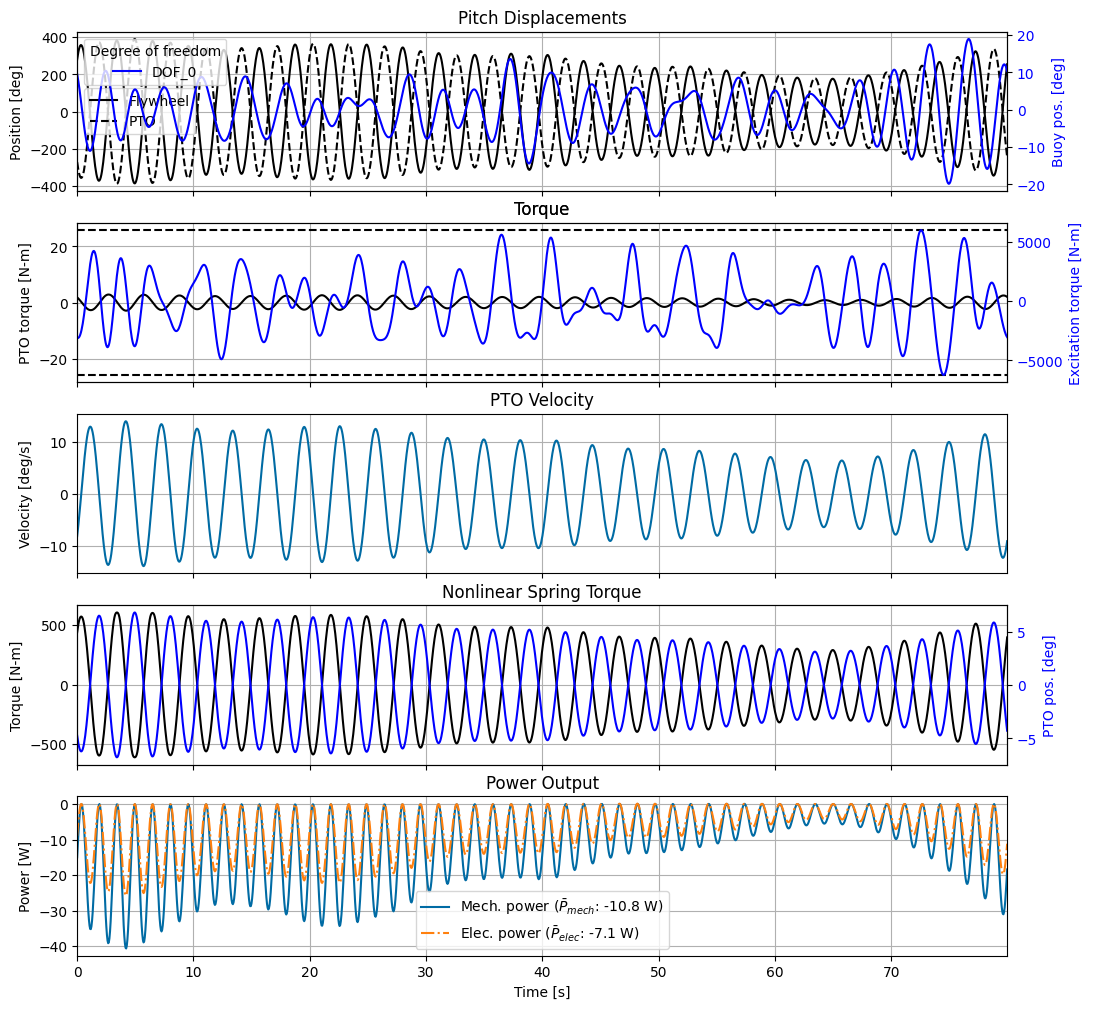 Pitch Displacements
Position [deg]
400
200
0
−200
−400
Degree of freedom
DOF_0
Flywheel
PTO
20
10
0
−10
−20
Buoy pos. [deg]
Torque
PTO torque [N-m]
20
0
−20
5000
0
−5000
Excitation torque [N-m]
PTO Velocity
Velocity [deg/s]
10
0
−10
Nonlinear Spring Torque
Torque [N-m]
500
0
−500
5
0
−5
PTO pos. [deg]
Power Output
Power [W]
0
−10
−20
−30
−40
Mech. power (P̄mech: -10.8 W)
Elec. power (P̄elec: -7.1 W)
0 10 20 30 40 50 60 70
Time [s]